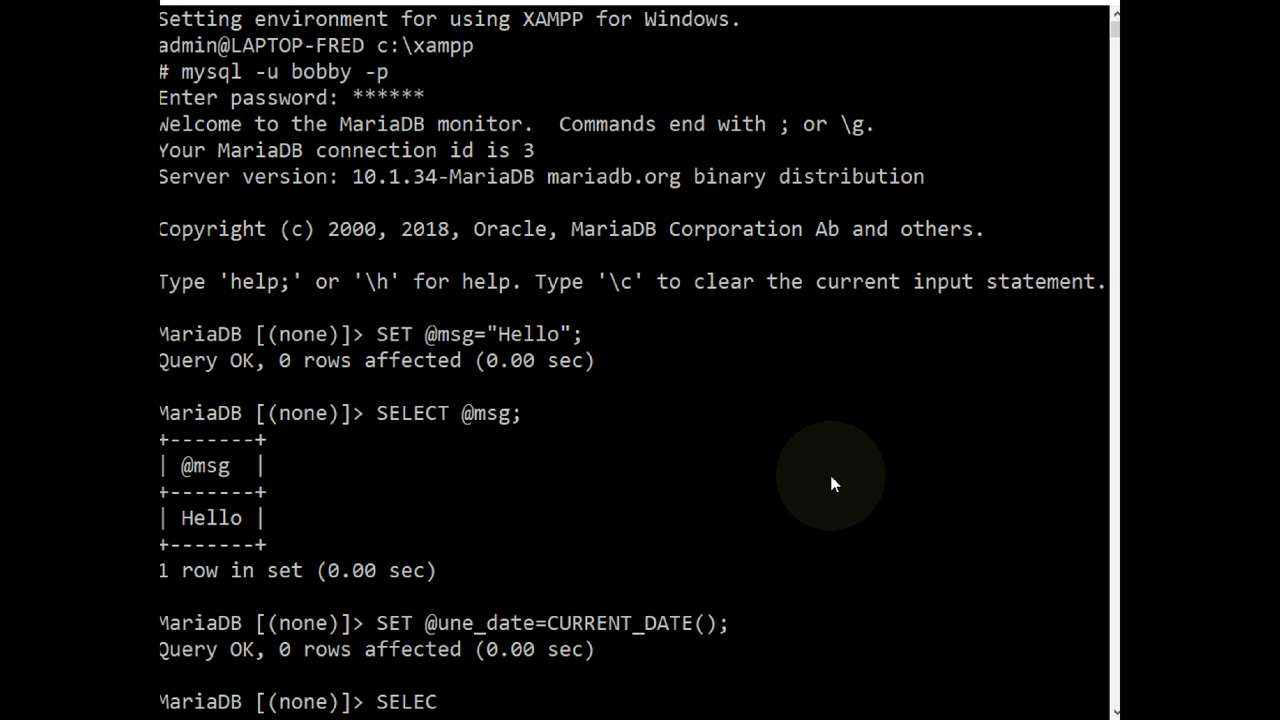 Setting environment for using XAMPP for Windows.
admin@LAPTOP-FRED c:\xampp
# mysql -u bobby -p
Enter password: ******
Welcome to the MariaDB monitor.  Commands end with ; or \g.
Your MariaDB connection id is 3
Server version: 10.1.34-MariaDB mariadb.org binary distribution
Copyright (c) 2000, 2018, Oracle, MariaDB Corporation Ab and others.
Type 'help;' or '\h' for help. Type '\c' to clear the current input statement.
MariaDB [(none)]> SET @msg="Hello";
Query OK, 0 rows affected (0.00 sec)
MariaDB [(none)]> SELECT @msg;
+-------+
| @msg  |
+-------+
| Hello |
+-------+
1 row in set (0.00 sec)
MariaDB [(none)]> SET @une_date=CURRENT_DATE();
Query OK, 0 rows affected (0.00 sec)
MariaDB [(none)]> SELEC